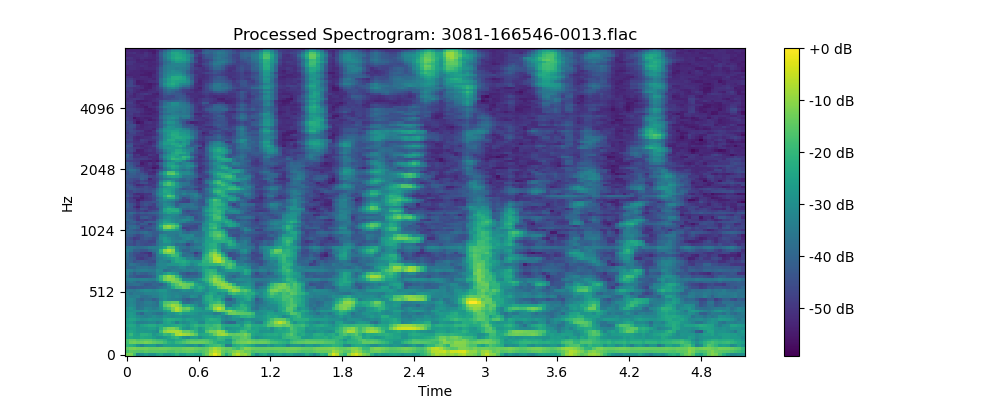 Processed Spectrogram: 3081-166546-0013.flac
Hz
4096
2048
1024
512
0
0 0.6 1.2 1.8 2.4 3 3.6 4.2 4.8
Time
+0 dB
-10 dB
-20 dB
-30 dB
-40 dB
-50 dB